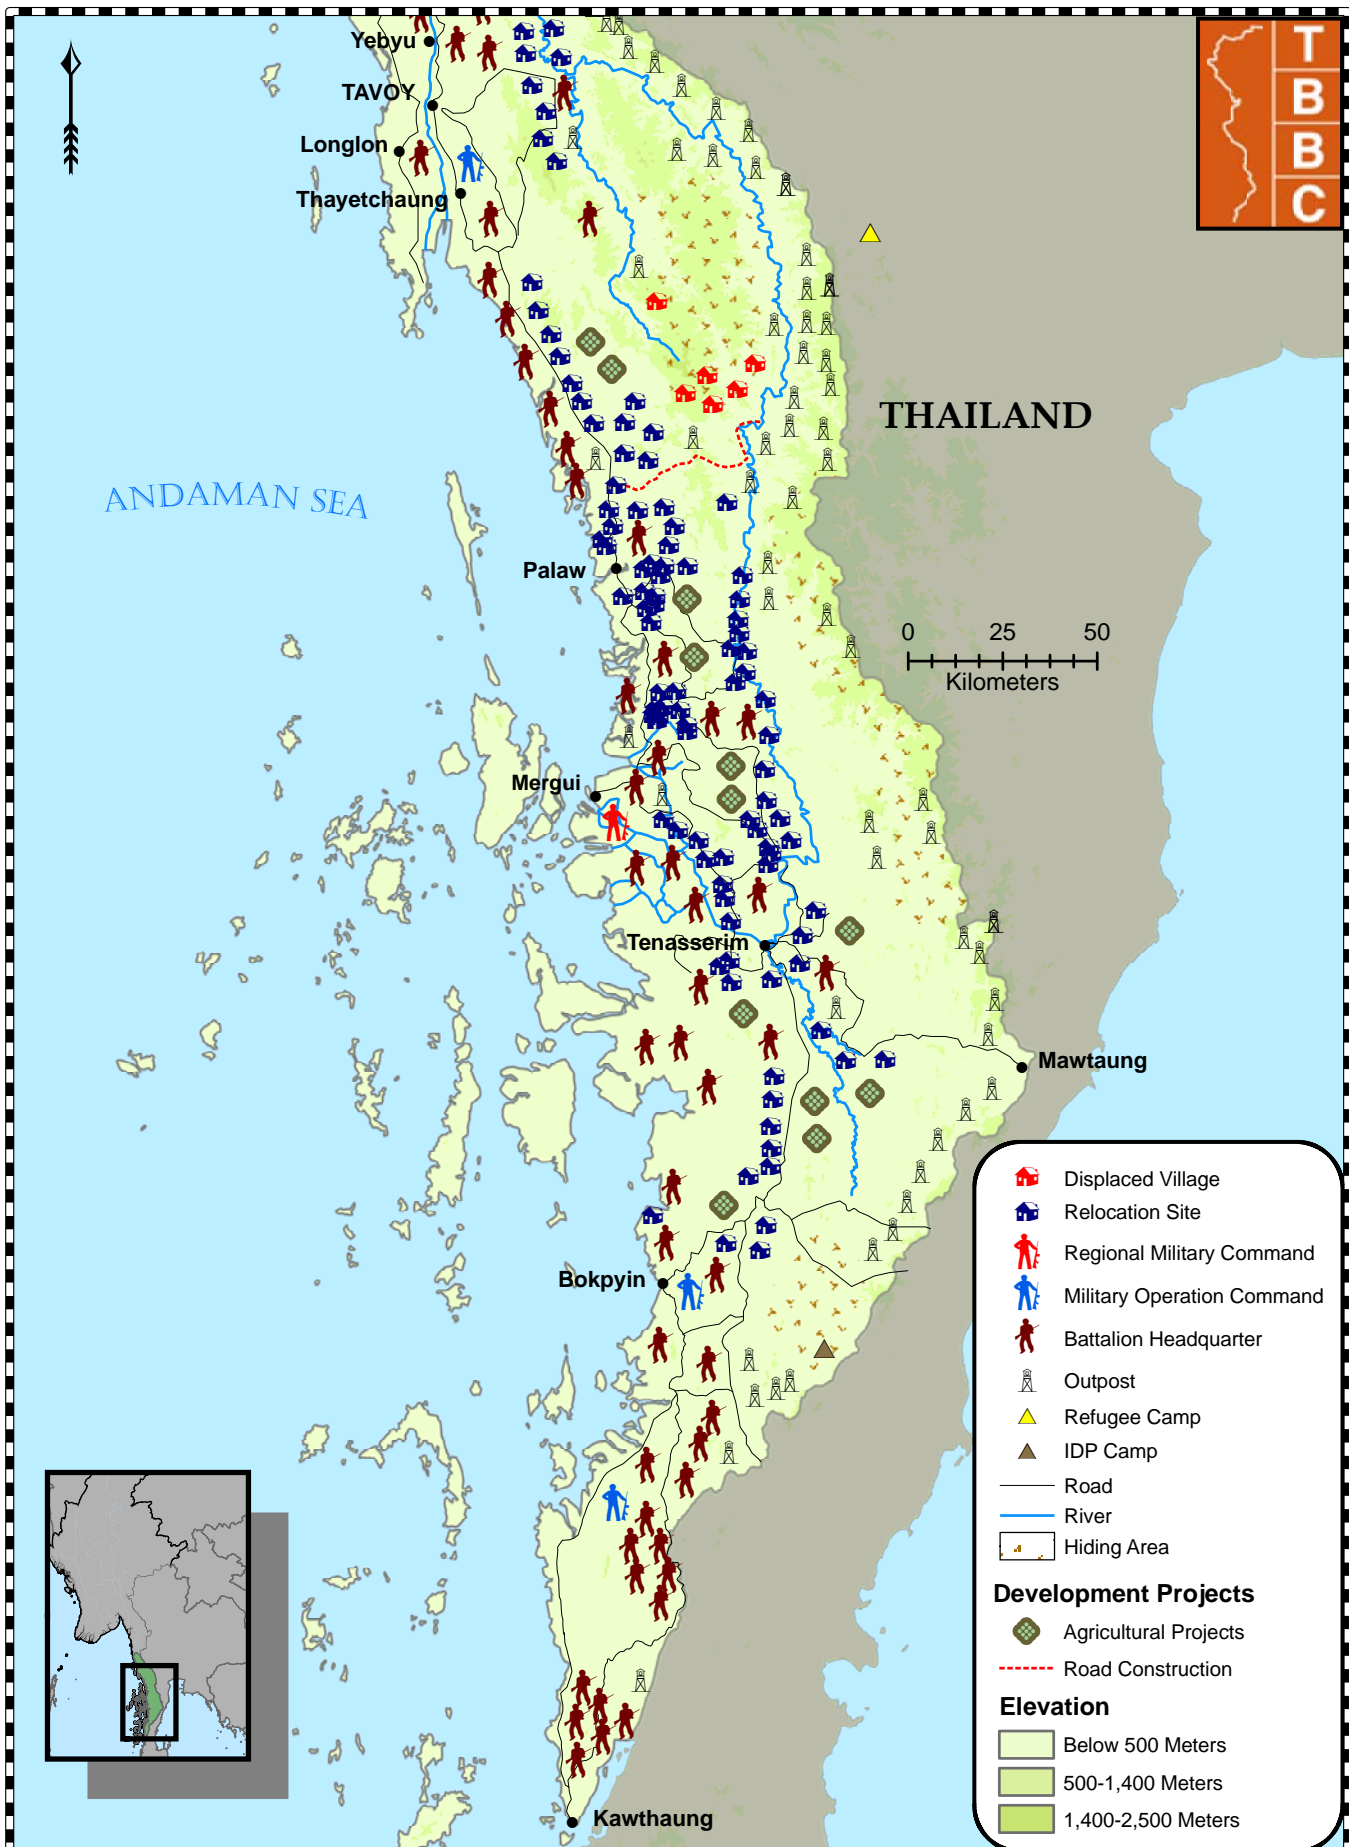 T
B
B
C
Yebyu
TAVOY
Longlon
Thayetchaung
THAILAND
ANDAMAN SEA
Palaw
0 25 50
Kilometers
Mergui
Tenasserim
Mawtaung
Bokpyin
Kawthaung
Displaced Village
Relocation Site
Regional Military Command
Military Operation Command
Battalion Headquarter
Outpost
Refugee Camp
IDP Camp
Road
River
Hiding Area
Development Projects
Agricultural Projects
Road Construction
Elevation
Below 500 Meters
500-1,400 Meters
1,400-2,500 Meters